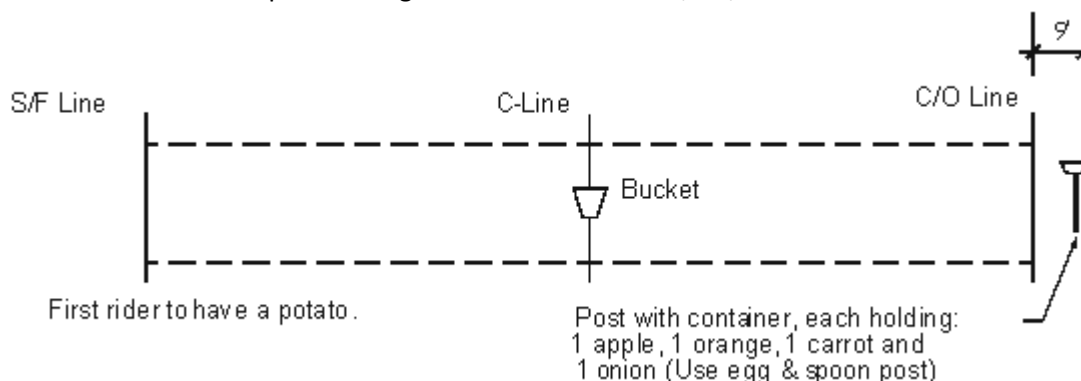 9'
S/F Line
C-Line
C/O Line
Bucket
First rider to have a potato.
Post with container, each holding:
1 apple, 1 orange, 1 carrot and
1 onion (Use egg & spoon post)